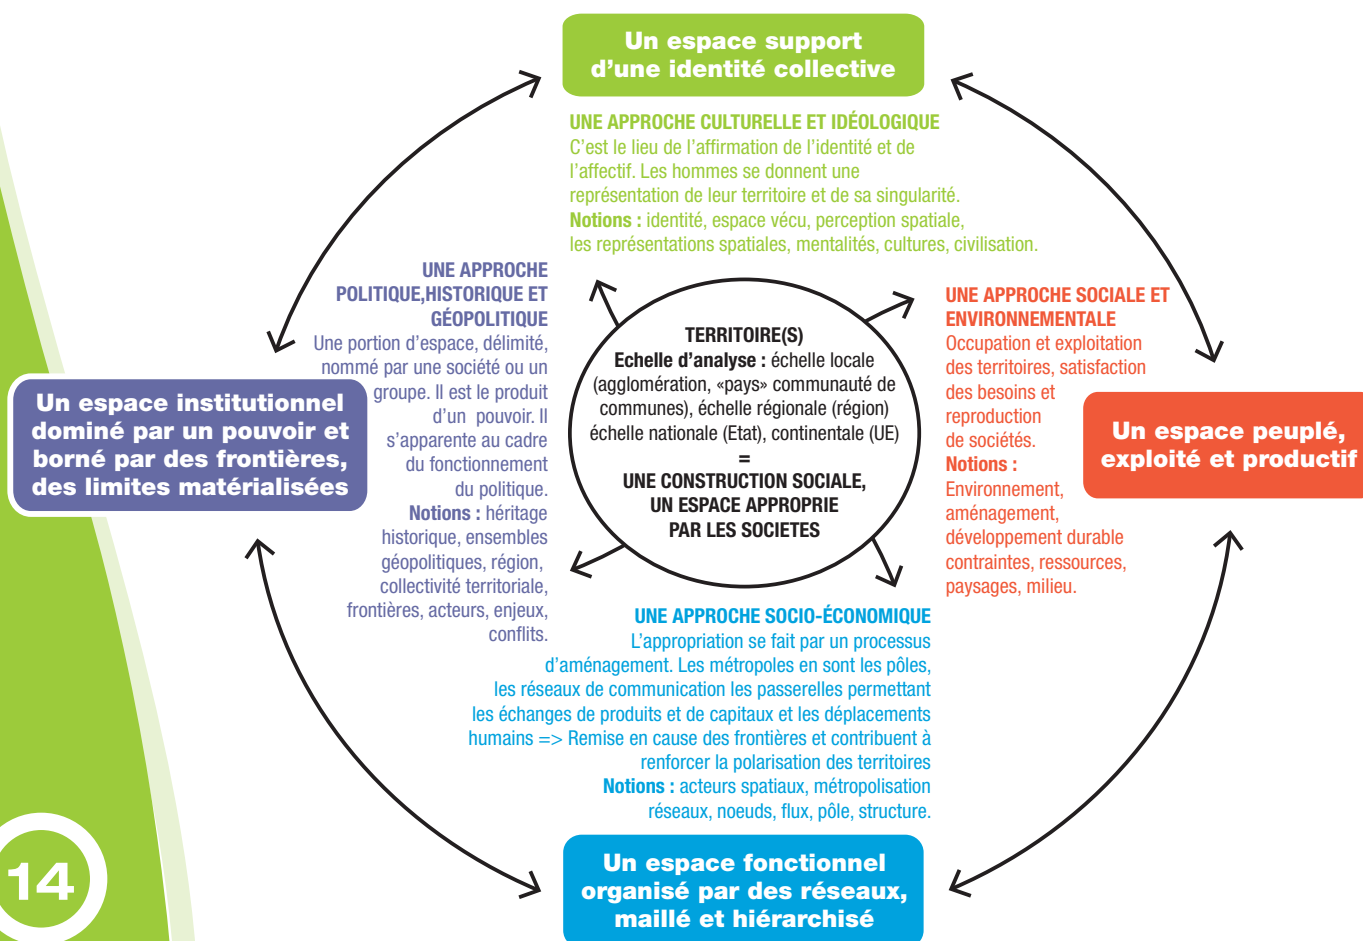 Un espace support
d'une identité collective
UNE APPROCHE CULTURELLE ET IDÉOLOGIQUE
C'est le lieu de l'affirmation de l'identité et de
l'affectif. Les hommes se donnent une
représentation de leur territoire et de sa singularité.
Notions : identité, espace vécu, perception spatiale,
les représentations spatiales, mentalités, cultures, civilisation.
UNE APPROCHE
POLITIQUE,HISTORIQUE ET
GÉOPOLITIQUE
Une portion d'espace, délimité,
nommé par une société ou un
groupe. Il est le produit
d'un pouvoir. Il
s'apparente au cadre
du fonctionnement
du politique.
Notions : héritage
historique, ensembles
géopolitiques, région,
collectivité territoriale,
frontières, acteurs, enjeux,
conflits.
Un espace institutionnel
dominé par un pouvoir et
borné par des frontières,
des limites matérialisées
TERRITOIRE(S)
Echelle d'analyse : échelle locale
(agglomération, «pays» communauté de
communes), échelle régionale (région)
échelle nationale (Etat), continentale (UE)
=
UNE CONSTRUCTION SOCIALE,
UN ESPACE APPROPRIE
PAR LES SOCIETES
UNE APPROCHE SOCIALE ET
ENVIRONNEMENTALE
Occupation et exploitation
des territoires, satisfaction
des besoins et
reproduction
de sociétés.
Notions :
Environnement,
aménagement,
développement durable
contraintes, ressources,
paysages, milieu.
Un espace peuplé,
exploité et productif
UNE APPROCHE SOCIO-ÉCONOMIQUE
L'appropriation se fait par un processus
d'aménagement. Les métropoles en sont les pôles,
les réseaux de communication les passerelles permettant
les échanges de produits et de capitaux et les déplacements
humains => Remise en cause des frontières et contribuent à
renforcer la polarisation des territoires
Notions : acteurs spatiaux, métropolisation
réseaux, noeuds, flux, pôle, structure.
Un espace fonctionnel
organisé par des réseaux,
maillé et hiérarchisé
14